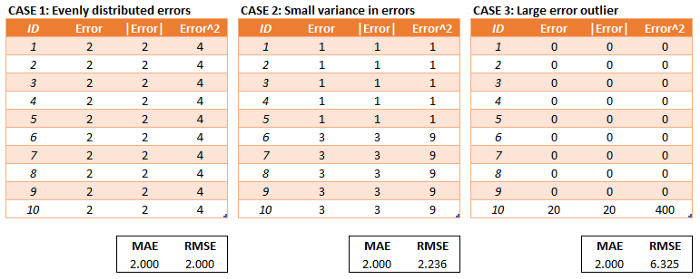 CASE 1: Evenly distributed errors
ID Error |Error| Error^2
1 2 2 4
2 2 2 4
3 2 2 4
4 2 2 4
5 2 2 4
6 2 2 4
7 2 2 4
8 2 2 4
9 2 2 4
10 2 2 4
MAE RMSE
2.000 2.000
CASE 2: Small variance in errors
ID Error |Error| Error^2
1 1 1 1
2 1 1 1
3 1 1 1
4 1 1 1
5 1 1 1
6 3 3 9
7 3 3 9
8 3 3 9
9 3 3 9
10 3 3 9
MAE RMSE
2.000 2.236
CASE 3: Large error outlier
ID Error |Error| Error^2
1 0 0 0
2 0 0 0
3 0 0 0
4 0 0 0
5 0 0 0
6 0 0 0
7 0 0 0
8 0 0 0
9 0 0 0
10 20 20 400
MAE RMSE
2.000 6.325